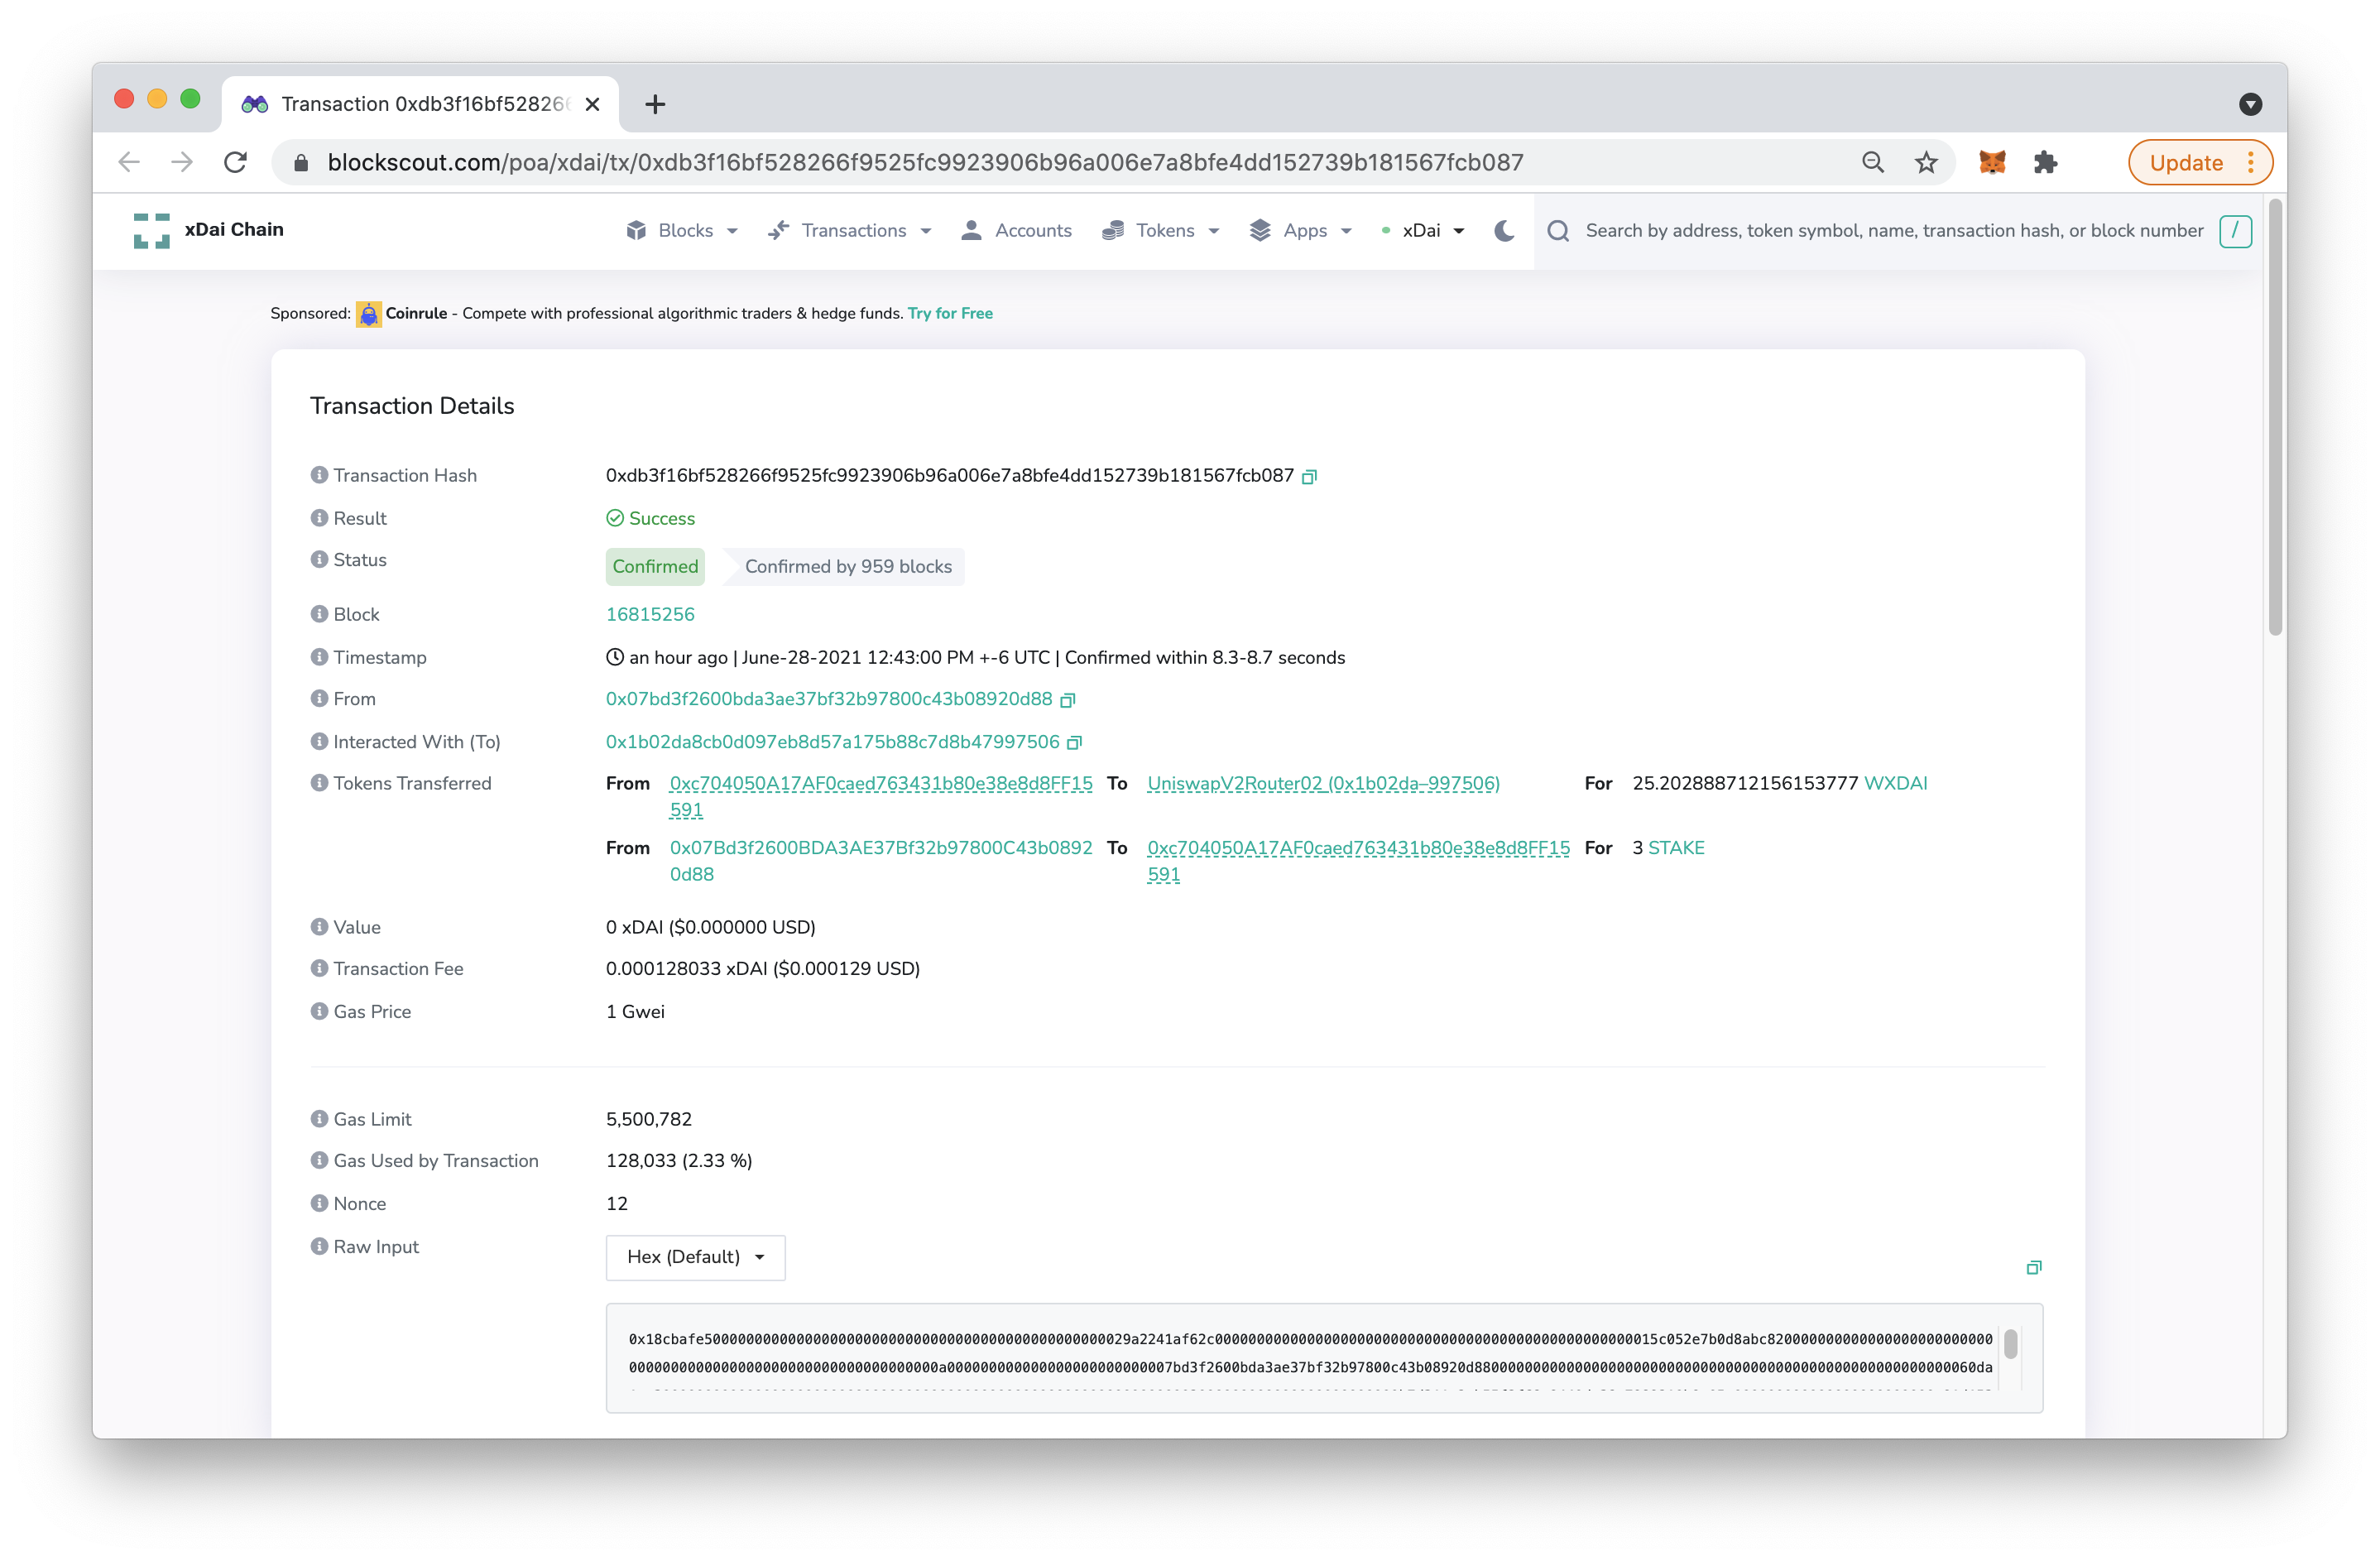 Transaction 0xdb3f16bf528266
blockscout.com/poa/xdai/tx/0xdb3f16bf528266f9525fc9923906b96a006e7a8bfe4dd152739b181567fcb087
Update
xDai Chain
Blocks
Transactions
Accounts
Tokens
Apps
xDai
Search by address, token symbol, name, transaction hash, or block number
/
Sponsored: Coinrule - Compete with professional algorithmic traders & hedge funds. Try for Free
Transaction Details
Transaction Hash
0xdb3f16bf528266f9525fc9923906b96a006e7a8bfe4dd152739b181567fcb087
Result
Success
Status
Confirmed
Confirmed by 959 blocks
Block
16815256
Timestamp
an hour ago | June-28-2021 12:43:00 PM +-6 UTC | Confirmed within 8.3-8.7 seconds
From
0x07bd3f2600bda3ae37bf32b97800c43b08920d88
Interacted With (To)
0x1b02da8cb0d097eb8d57a175b88c7d8b47997506
Tokens Transferred
From 0xc704050A17AF0caed763431b80e38e8d8FF15 To UniswapV2Router02 (0x1b02da–997506) For 25.202888712156153777 WXDAI
591
From 0x07Bd3f2600BDA3AE37Bf32b97800C43b0892 To 0xc704050A17AF0caed763431b80e38e8d8FF15 For 3 STAKE
0d88 591
Value
0 xDAI ($0.000000 USD)
Transaction Fee
0.000128033 xDAI ($0.000129 USD)
Gas Price
1 Gwei
Gas Limit
5,500,782
Gas Used by Transaction
128,033 (2.33 %)
Nonce
12
Raw Input
Hex (Default)